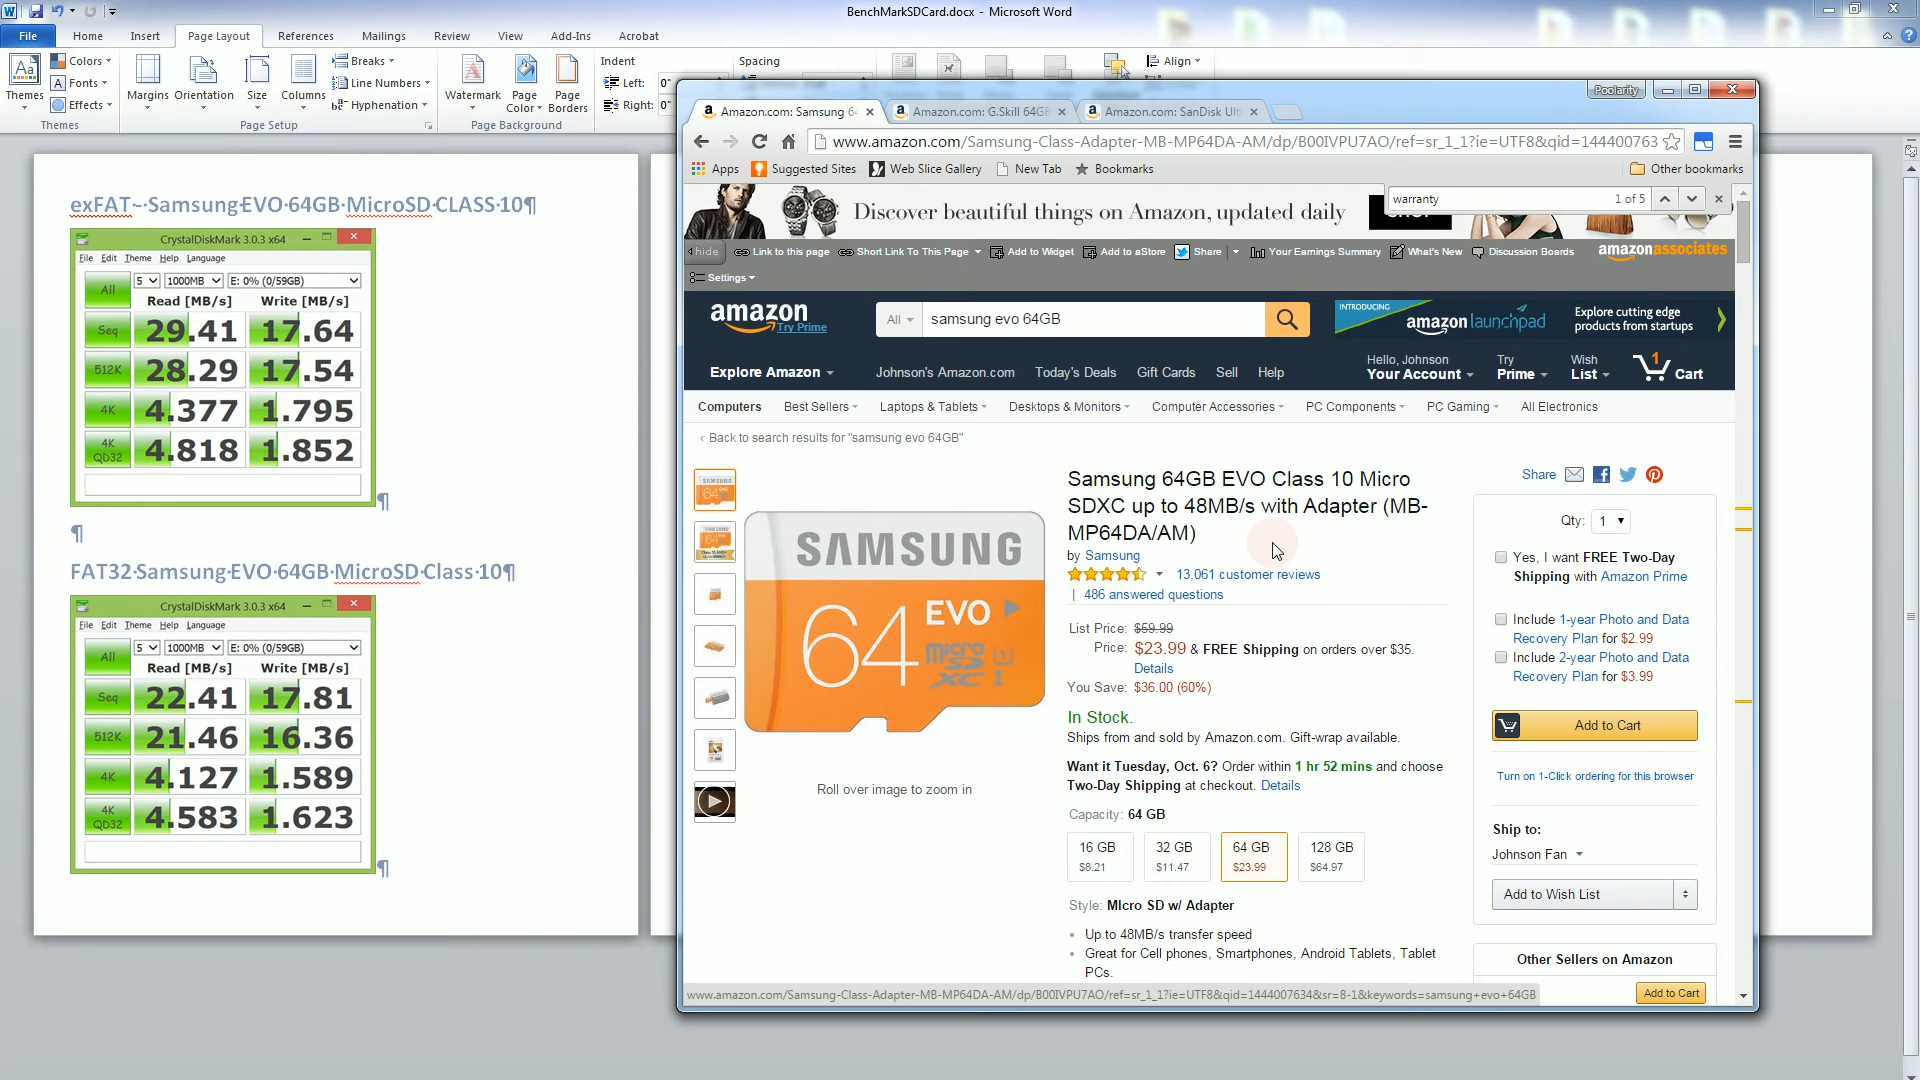 BenchMarkSDCard.docx - Microsoft Word
File Home Insert Page Layout References Mailings Review View Add-Ins Acrobat
Themes Colors Fonts Effects
Margins Orientation Size Columns Breaks Line Numbers Hyphenation
Watermark Page Color Page Borders
Indent Left: 0" Right: 0"
Spacing
Align
Themes Page Setup Page Background
exFAT·-·Samsung·EVO·64GB·MicroSD·CLASS·10¶
CrystalDiskMark 3.0.3 x64
File Edit Theme Help Language
All 5 1000MB E: 0% (0/59GB)
Read [MB/s] Write [MB/s]
Seq 29.41 17.64
512K 28.29 17.54
4K 4.377 1.795
4K QD32 4.818 1.852
¶
¶
FAT32·Samsung·EVO·64GB·MicroSD·Class·10¶
CrystalDiskMark 3.0.3 x64
File Edit Theme Help Language
All 5 1000MB E: 0% (0/59GB)
Read [MB/s] Write [MB/s]
Seq 22.41 17.81
512K 21.46 16.36
4K 4.127 1.589
4K QD32 4.583 1.623
¶
Poolarity
Amazon.com: Samsung 64 Amazon.com: G.Skill 64GB Amazon.com: SanDisk Ult
www.amazon.com/Samsung-Class-Adapter-MB-MP64DA-AM/dp/B00IVPU7AO/ref=sr_1_1?ie=UTF8&qid=144400763
Apps Suggested Sites Web Slice Gallery New Tab Bookmarks Other bookmarks
Discover beautiful things on Amazon, updated daily
warranty 1 of 5
hide Link to this page Short Link To This Page Add to Widget Add to aStore Share Your Earnings Summary What's New Discussion Boards amazonassociates
Settings
amazon Try Prime
All samsung evo 64GB
INTRODUCING amazon launchpad Explore cutting edge products from startups
Explore Amazon Johnson's Amazon.com Today's Deals Gift Cards Sell Help
Hello, Johnson Your Account
Try Prime
Wish List
1 Cart
Computers Best Sellers Laptops & Tablets Desktops & Monitors Computer Accessories PC Components PC Gaming All Electronics
‹ Back to search results for "samsung evo 64GB"
SAMSUNG
64 EVO
micro SD XC I
Roll over image to zoom in
Samsung 64GB EVO Class 10 Micro
SDXC up to 48MB/s with Adapter (MB-
MP64DA/AM)
by Samsung
13,061 customer reviews
| 486 answered questions
List Price: $59.99
Price: $23.99 & FREE Shipping on orders over $35.
Details
You Save: $36.00 (60%)
In Stock.
Ships from and sold by Amazon.com. Gift-wrap available.
Want it Tuesday, Oct. 6? Order within 1 hr 52 mins and choose
Two-Day Shipping at checkout. Details
Capacity: 64 GB
16 GB 32 GB 64 GB 128 GB
$8.21 $11.47 $23.99 $64.97
Style: MIcro SD w/ Adapter
Up to 48MB/s transfer speed
Great for Cell phones, Smartphones, Android Tablets, Tablet
PCs.
Share
Qty: 1
Yes, I want FREE Two-Day
Shipping with Amazon Prime
Include 1-year Photo and Data
Recovery Plan for $2.99
Include 2-year Photo and Data
Recovery Plan for $3.99
Add to Cart
Turn on 1-Click ordering for this browser
Ship to:
Johnson Fan
Add to Wish List
Other Sellers on Amazon
Add to Cart
www.amazon.com/Samsung-Class-Adapter-MB-MP64DA-AM/dp/B00IVPU7AO/ref=sr_1_1?ie=UTF8&qid=1444007634&sr=8-1&keywords=samsung+evo+64GB